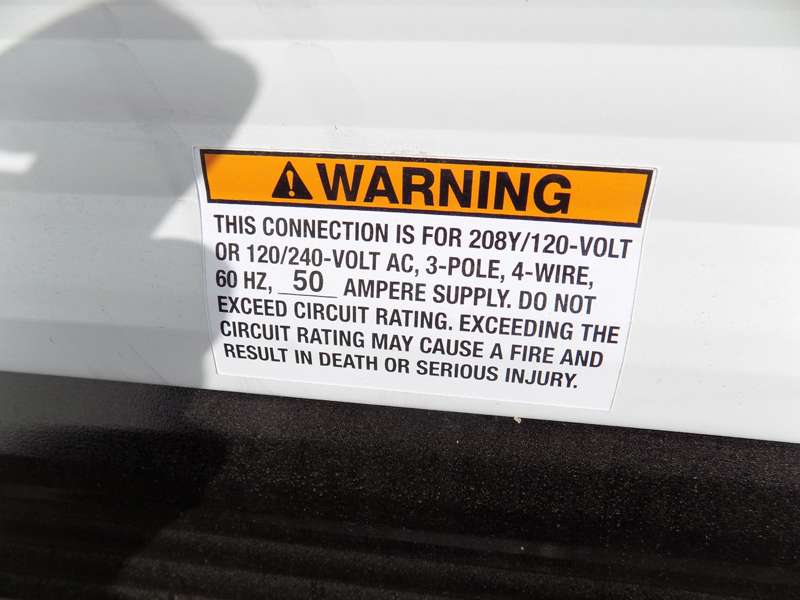 WARNING
THIS CONNECTION IS FOR 208Y/120-VOLT
OR 120/240-VOLT AC, 3-POLE, 4-WIRE,
60 HZ, 50 AMPERE SUPPLY. DO NOT
EXCEED CIRCUIT RATING. EXCEEDING THE
CIRCUIT RATING MAY CAUSE A FIRE AND
RESULT IN DEATH OR SERIOUS INJURY.